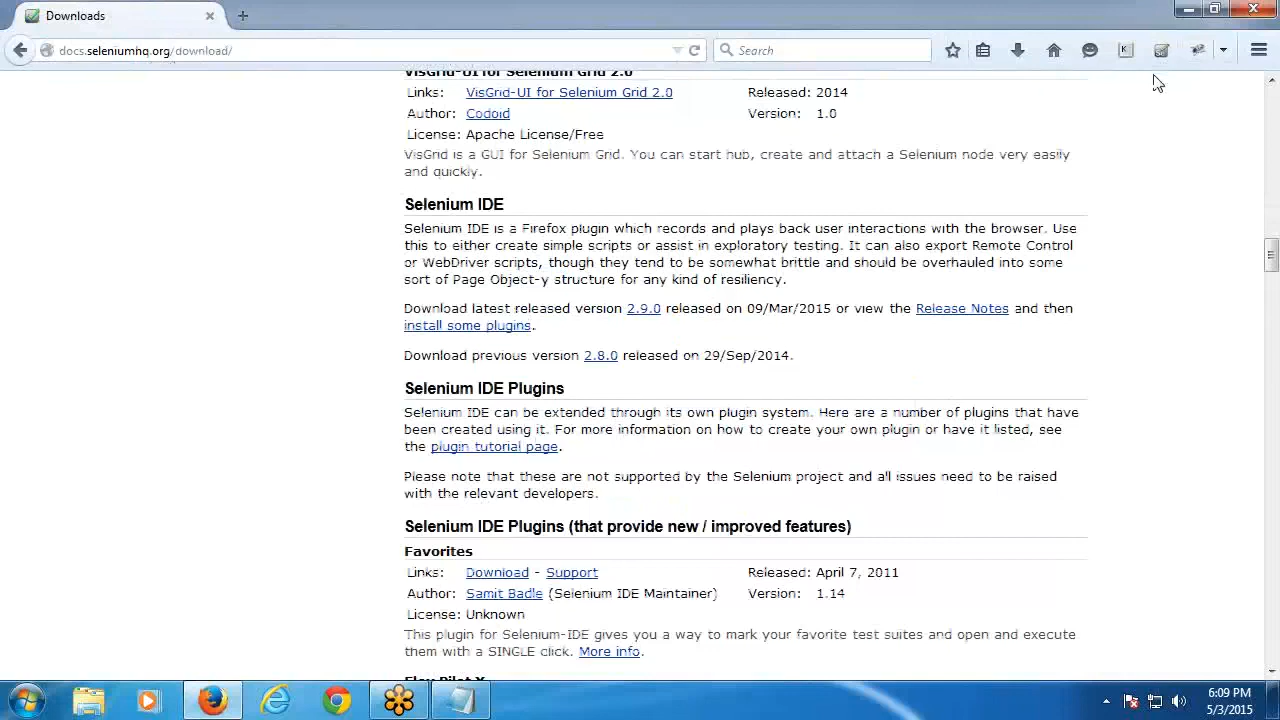 Downloads
docs.seleniumhq.org/download/
Search
VisGrid-UI for Selenium Grid 2.0
Links: VisGrid-UI for Selenium Grid 2.0 Released: 2014
Author: Codoid Version: 1.0
License: Apache License/Free
VisGrid is a GUI for Selenium Grid. You can start hub, create and attach a Selenium node very easily
and quickly.
Selenium IDE
Selenium IDE is a Firefox plugin which records and plays back user interactions with the browser. Use
this to either create simple scripts or assist in exploratory testing. It can also export Remote Control
or WebDriver scripts, though they tend to be somewhat brittle and should be overhauled into some
sort of Page Object-y structure for any kind of resiliency.
Download latest released version 2.9.0 released on 09/Mar/2015 or view the Release Notes and then
install some plugins.
Download previous version 2.8.0 released on 29/Sep/2014.
Selenium IDE Plugins
Selenium IDE can be extended through its own plugin system. Here are a number of plugins that have
been created using it. For more information on how to create your own plugin or have it listed, see
the plugin tutorial page.
Please note that these are not supported by the Selenium project and all issues need to be raised
with the relevant developers.
Selenium IDE Plugins (that provide new / improved features)
Favorites
Links: Download - Support Released: April 7, 2011
Author: Samit Badle (Selenium IDE Maintainer) Version: 1.14
License: Unknown
This plugin for Selenium-IDE gives you a way to mark your favorite test suites and open and execute
them with a SINGLE click. More info.
Flex Pilot X
6:09 PM
5/3/2015